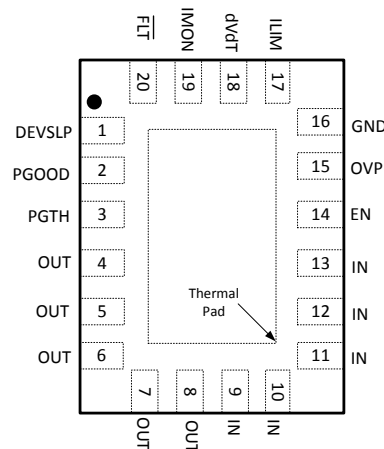 FLT
IMON
dVdT
ILIM
20
19
18
17
DEVSLP 1
PGOOD 2
PGTH 3
OUT 4
OUT 5
OUT 6
16 GND
15 OVP
14 EN
13 IN
12 IN
11 IN
Thermal
Pad
7
8
9
10
OUT
OUT
IN
IN